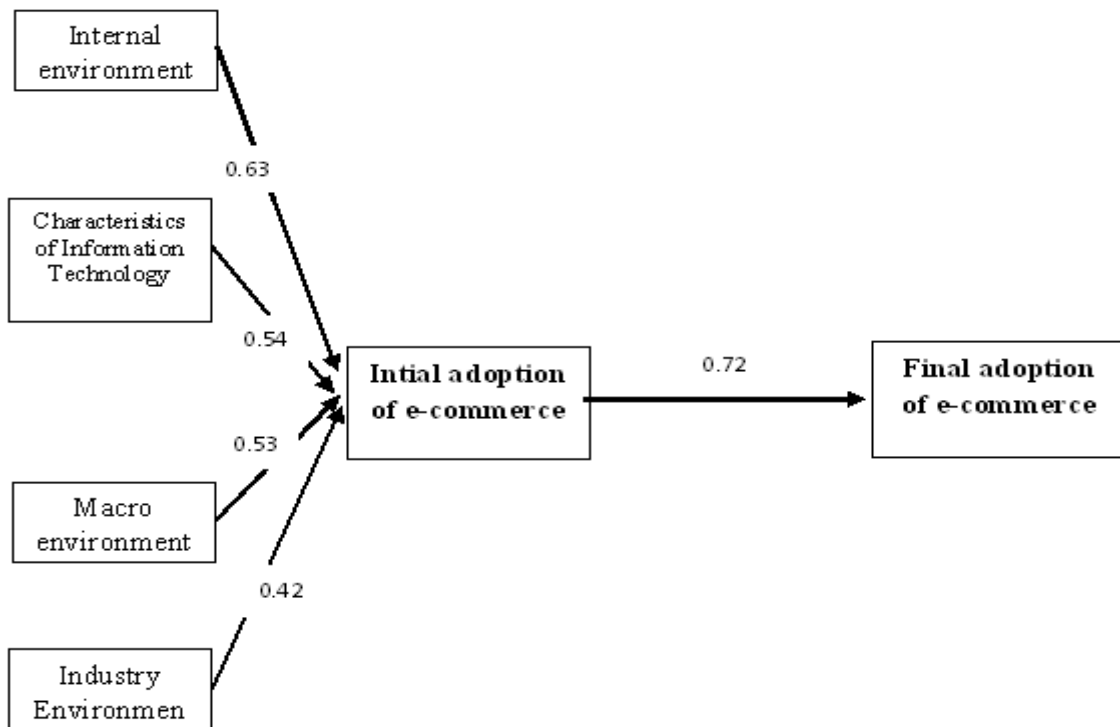 Internal
environment
0.63
Characteristics
of Information
Technology
0.54
Intial adoption
of e-commerce
0.72
Final adoption
of e-commerce
0.53
Macro
environment
0.42
Industry
Environmen